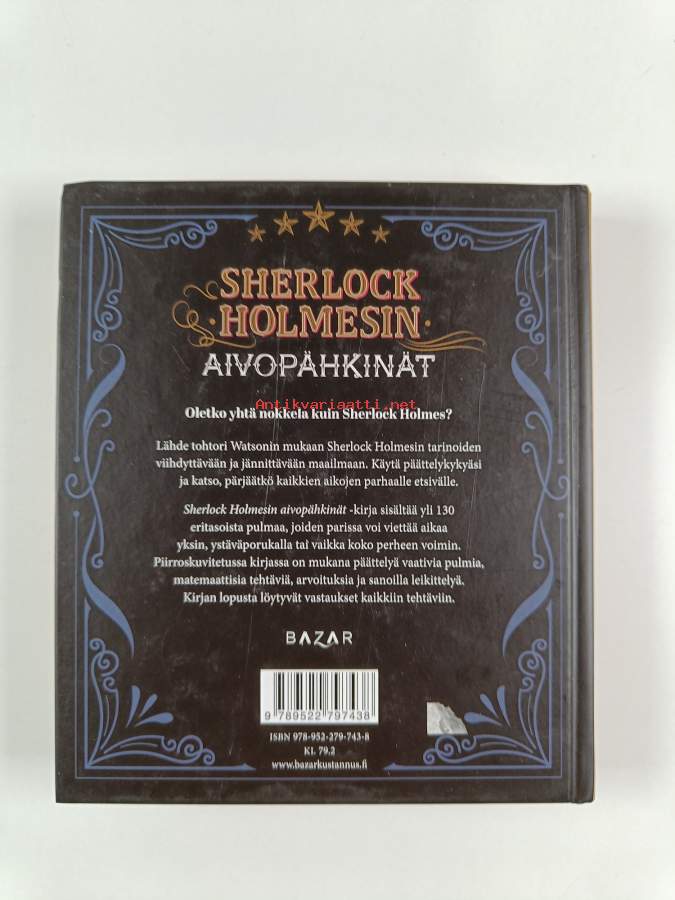 SHERLOCK
HOLMESIN
AIVOPÄHKINÄT
Antikvariaatti.net
Oletko yhtä nokkela kuin Sherlock Holmes?
Lähde tohtori Watsonin mukaan Sherlock Holmesin tarinoiden
viihdyttävään ja jännittävään maailmaan. Käytä päättelykykyäsi
ja katso, pärjäätkö kaikkien aikojen parhaalle etsivälle.
Sherlock Holmesin aivopähkinät -kirja sisältää yli 130
eritasoista pulmaa, joiden parissa voi viettää aikaa
yksin, ystäväporukalla tai vaikka koko perheen voimin.
Piirroskuvitetussa kirjassa on mukana päättelyä vaativia pulmia,
matemaattisia tehtäviä, arvoituksia ja sanoilla leikittelyä.
Kirjan lopusta löytyvät vastaukset kaikkiin tehtäviin.
BAZAR
9 789522 797438
ISBN 978-952-279-743-8
KL 79.2
www.bazarkustannus.fi